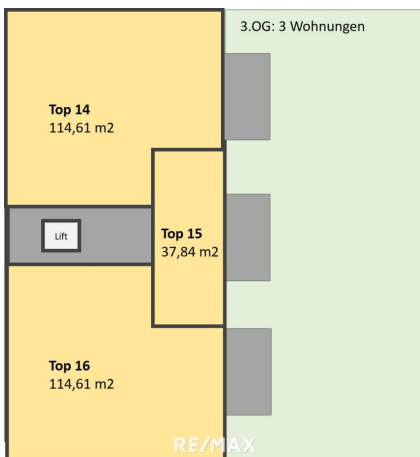 3.OG: 3 Wohnungen
Top 14
114,61 m2
Lift
Top 15
37,84 m2
Top 16
114,61 m2
RE/MAX